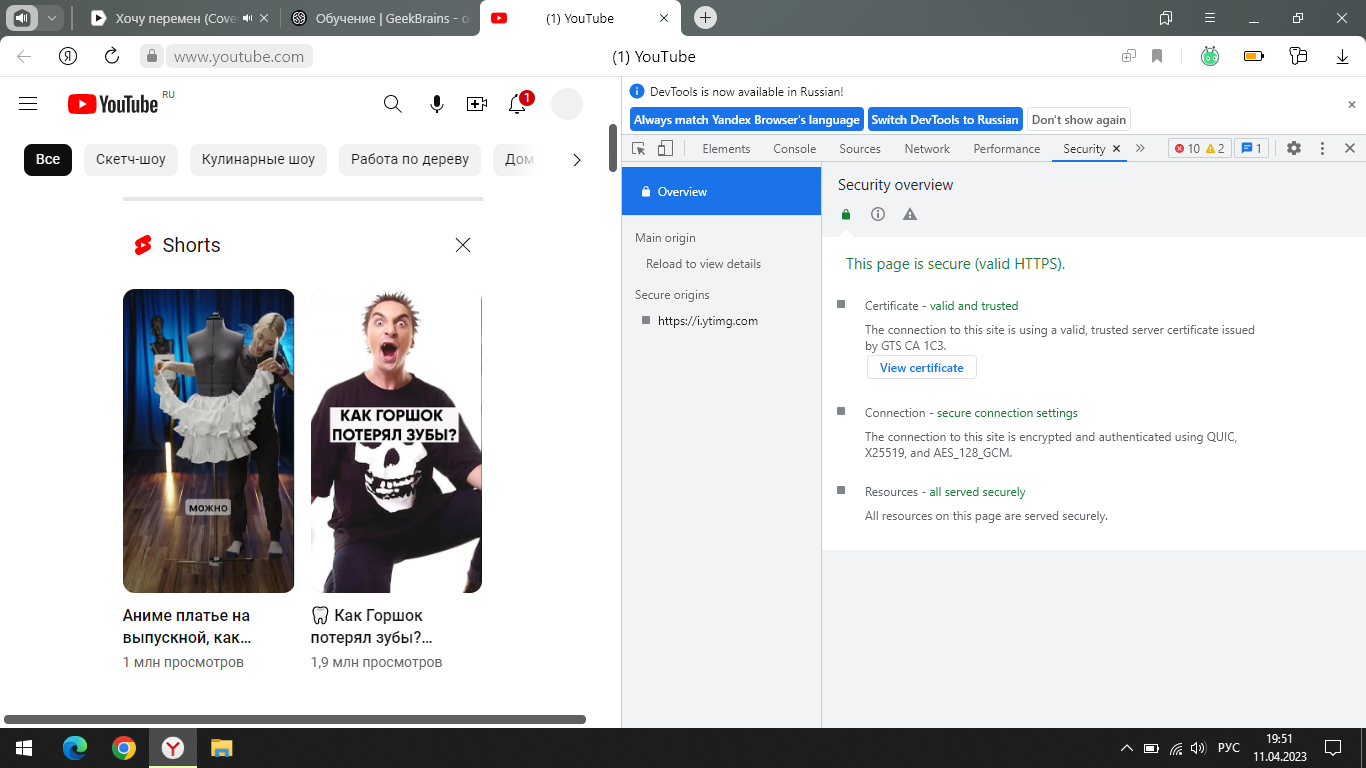 Хочу перемен (Cove
Обучение | GeekBrains - о
(1) YouTube
Я
www.youtube.com
(1) YouTube
YouTube RU
1
Все
Скетч-шоу
Кулинарные шоу
Работа по дереву
Дом
Shorts
можно
КАК ГОРШОК
ПОТЕРЯЛ ЗУБЫ?
Аниме платье на
выпускной, как...
1 млн просмотров
Как Горшок
потерял зубы?...
1,9 млн просмотров
DevTools is now available in Russian!
Always match Yandex Browser's language
Switch DevTools to Russian
Don't show again
Elements
Console
Sources
Network
Performance
Security
10
2
1
Overview
Main origin
Reload to view details
Secure origins
https://i.ytimg.com
Security overview
This page is secure (valid HTTPS).
Certificate - valid and trusted
The connection to this site is using a valid, trusted server certificate issued
by GTS CA 1C3.
View certificate
Connection - secure connection settings
The connection to this site is encrypted and authenticated using QUIC,
X25519, and AES_128_GCM.
Resources - all served securely
All resources on this page are served securely.
Y
РУС
19:51
11.04.2023